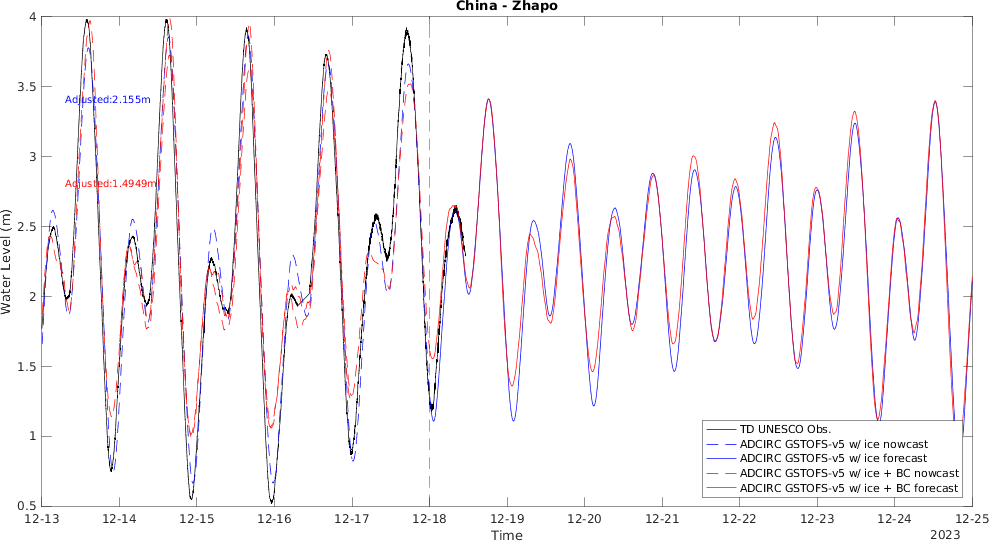 China - Zhapo
Water Level (m)
4
3.5
3
2.5
2
1.5
1
0.5
Adjusted:2.155m
Adjusted:1.4949m
TD UNESCO Obs.
ADCIRC GSTOFS-v5 w/ ice nowcast
ADCIRC GSTOFS-v5 w/ ice forecast
ADCIRC GSTOFS-v5 w/ ice + BC nowcast
ADCIRC GSTOFS-v5 w/ ice + BC forecast
12-13 12-14 12-15 12-16 12-17 12-18 12-19 12-20 12-21 12-22 12-23 12-24 12-25
Time
2023